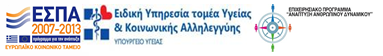 ΕΣΠΑ
2007-2013
ΕΥΡΩΠΑΪΚΟ ΚΟΙΝΩΝΙΚΟ ΤΑΜΕΙΟ
Ειδική Υπηρεσία τομέα Υγείας
& Κοινωνικής Αλληλεγγύης
ΥΠΟΥΡΓΕΙΟ ΥΓΕΙΑΣ
ΕΠΙΧΕΙΡΗΣΙΑΚΟ ΠΡΟΓΡΑΜΜΑ
"ΑΝΑΠΤΥΞΗ ΑΝΘΡΩΠΙΝΟΥ ΔΥΝΑΜΙΚΟΥ"